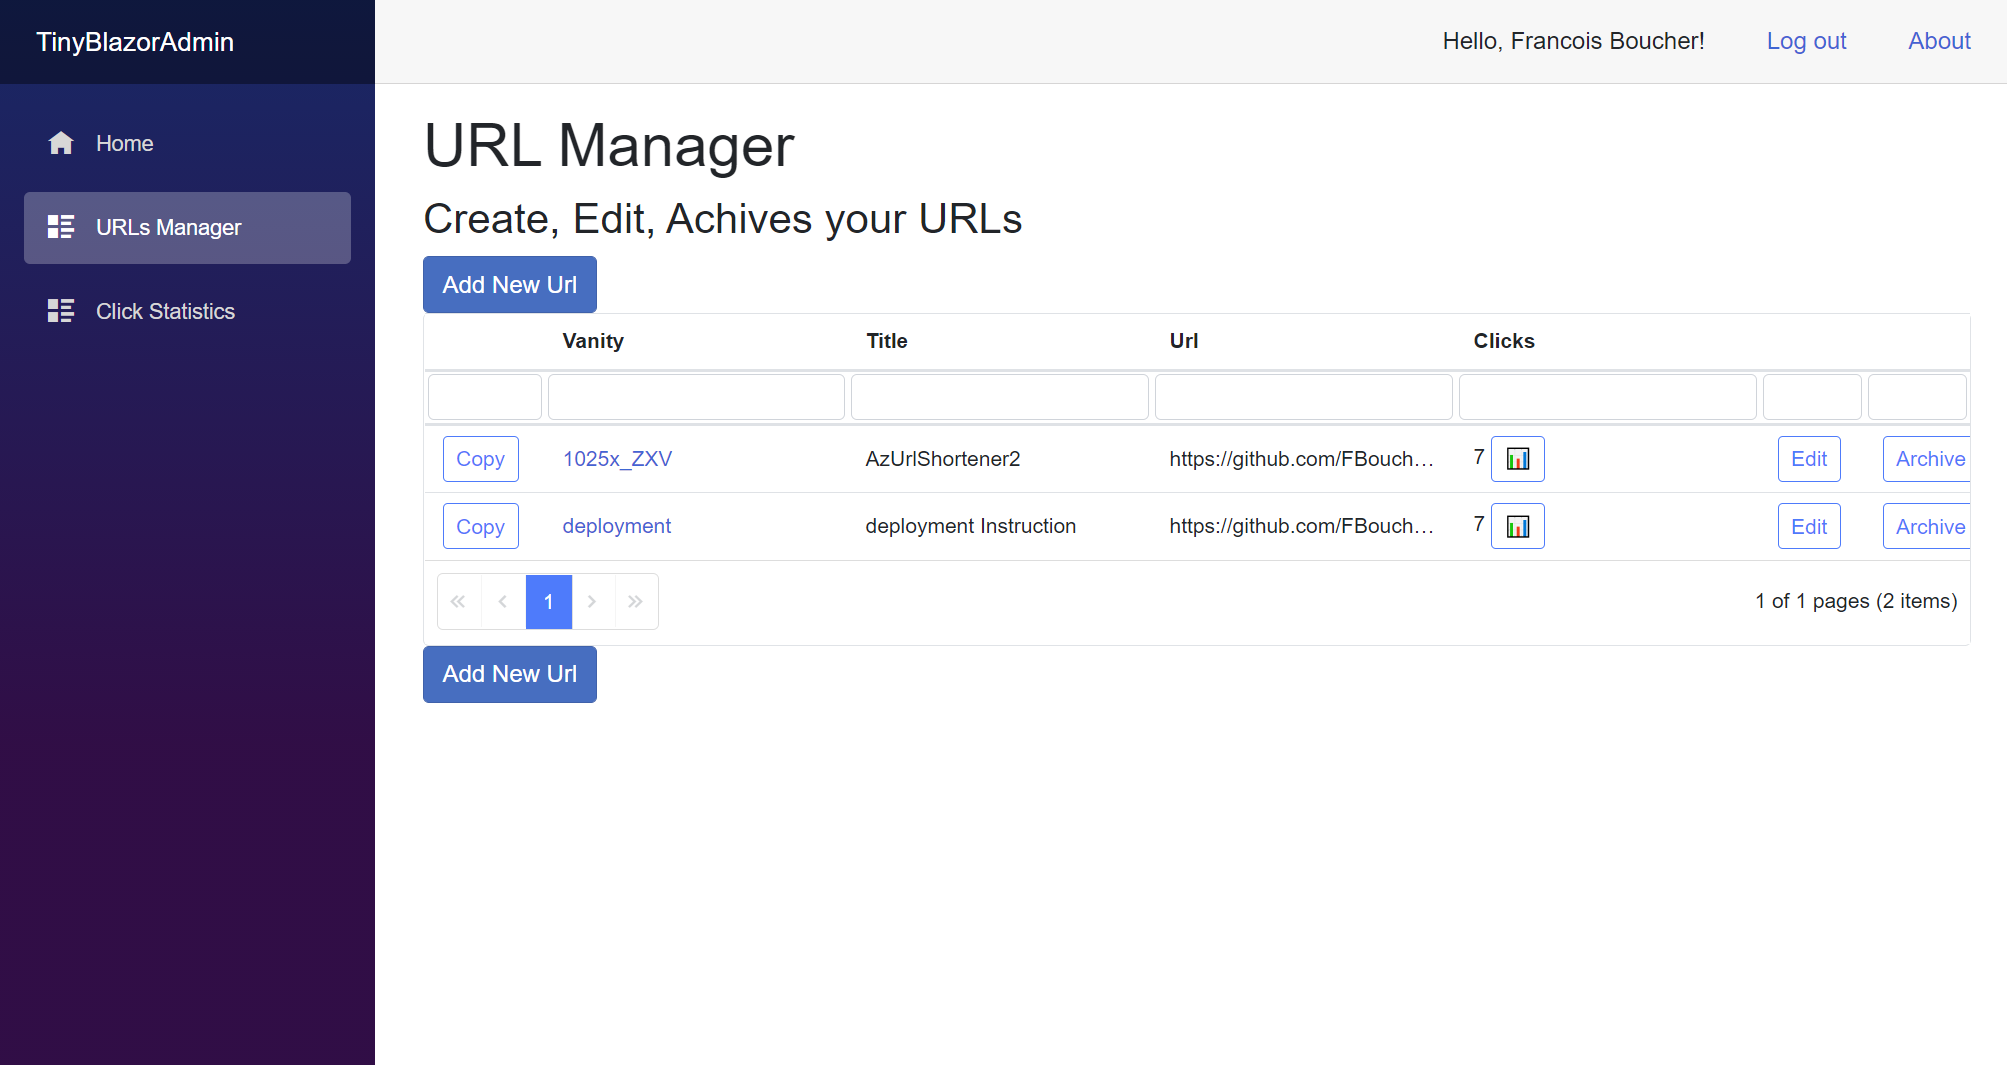 TinyBlazorAdmin
Hello, Francois Boucher! Log out About
Home
URLs Manager
Click Statistics
URL Manager
Create, Edit, Achives your URLs
Add New Url
Vanity Title Url Clicks
Copy 1025x_ZXV AzUrlShortener2 https://github.com/FBouch… 7 Edit Archive
Copy deployment deployment Instruction https://github.com/FBouch… 7 Edit Archive
« ‹ 1 › » 1 of 1 pages (2 items)
Add New Url